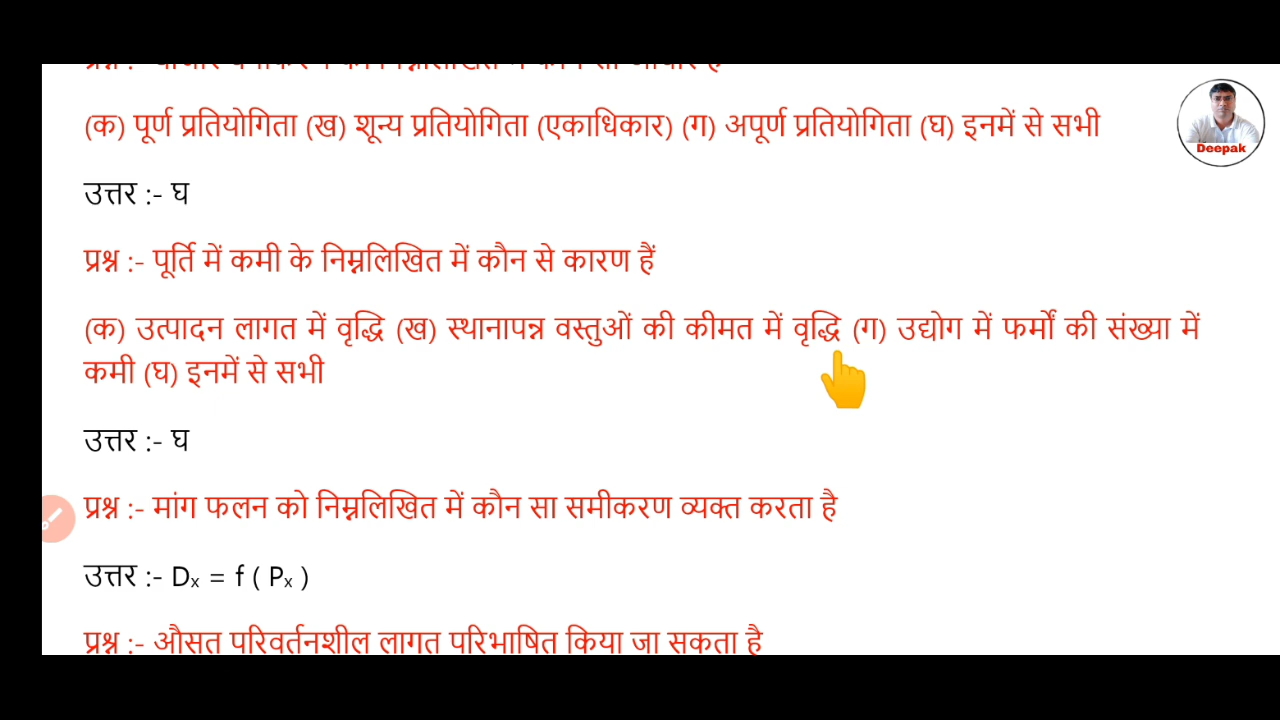 (क) पूर्ण प्रतियोगिता (ख) शून्य प्रतियोगिता (एकाधिकार) (ग) अपूर्ण प्रतियोगिता (घ) इनमें से सभी
Deepak
उत्तर :- घ
प्रश्न :- पूर्ति में कमी के निम्नलिखित में कौन से कारण हैं
(क) उत्पादन लागत में वृद्धि (ख) स्थानापन्न वस्तुओं की कीमत में वृद्धि (ग) उद्योग में फर्मों की संख्या में
कमी (घ) इनमें से सभी
उत्तर :- घ
प्रश्न :- मांग फलन को निम्नलिखित में कौन सा समीकरण व्यक्त करता है
उत्तर :- Dₓ = f ( Pₓ )
प्रश्न :- औसत परिवर्तनशील लागत परिभाषित किया जा सकता है